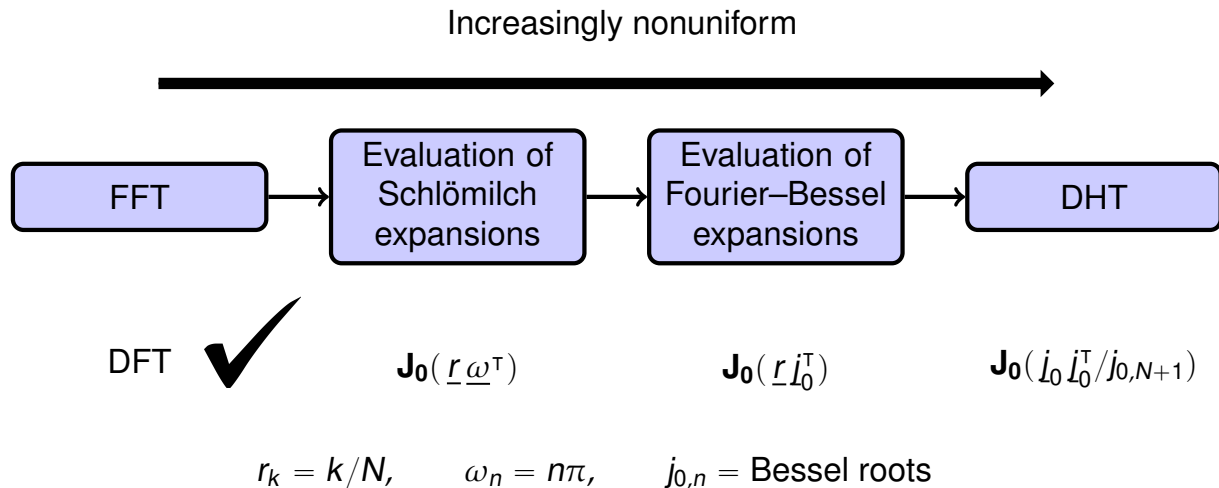 Increasingly nonuniform
FFT
Evaluation of
Schlömilch
expansions
Evaluation of
Fourier–Bessel
expansions
DHT
DFT
J₀( r ωᵀ)
J₀( r j₀ᵀ)
J₀( j₀ j₀ᵀ/j₀,N+1)
rₖ = k/N, ωₙ = nπ, j₀,ₙ = Bessel roots